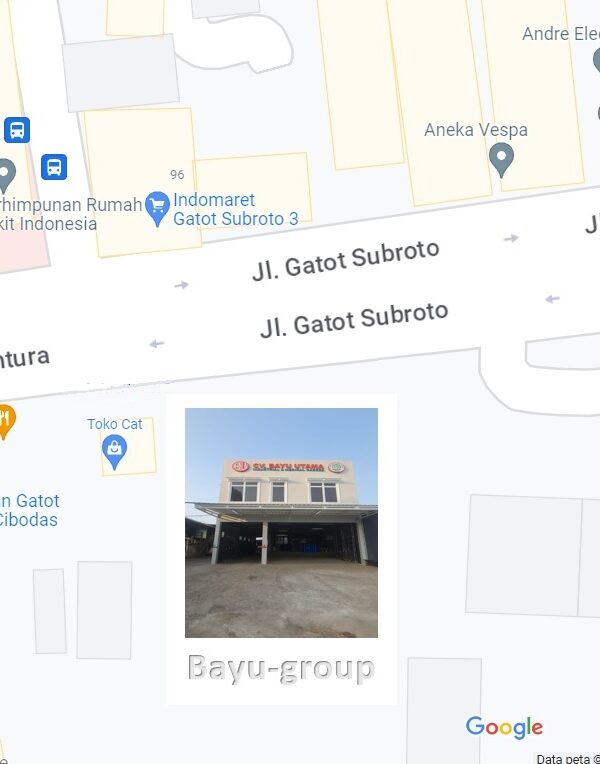 Andre Elec
Aneka Vespa
96
rhimpunan Rumah
kit Indonesia
Indomaret
Gatot Subroto 3
Jl. Gatot Subroto
Jl.
Jl. Gatot Subroto
ntura
Toko Cat
n Gatot
Cibodas
CV. BAYU UTAMA
Bayu-group
Google
Data peta ©
e